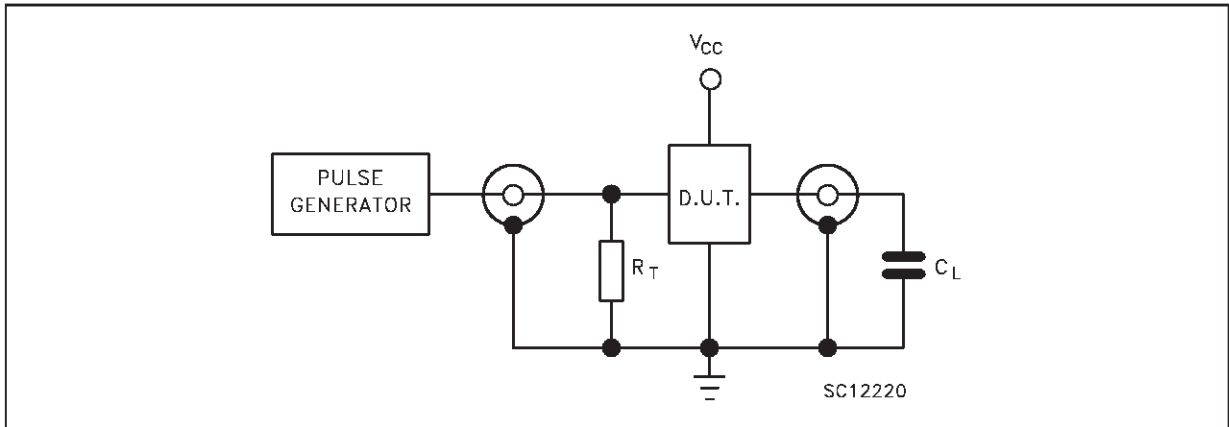 VCC
PULSE
GENERATOR
D.U.T.
RT
CL
SC12220